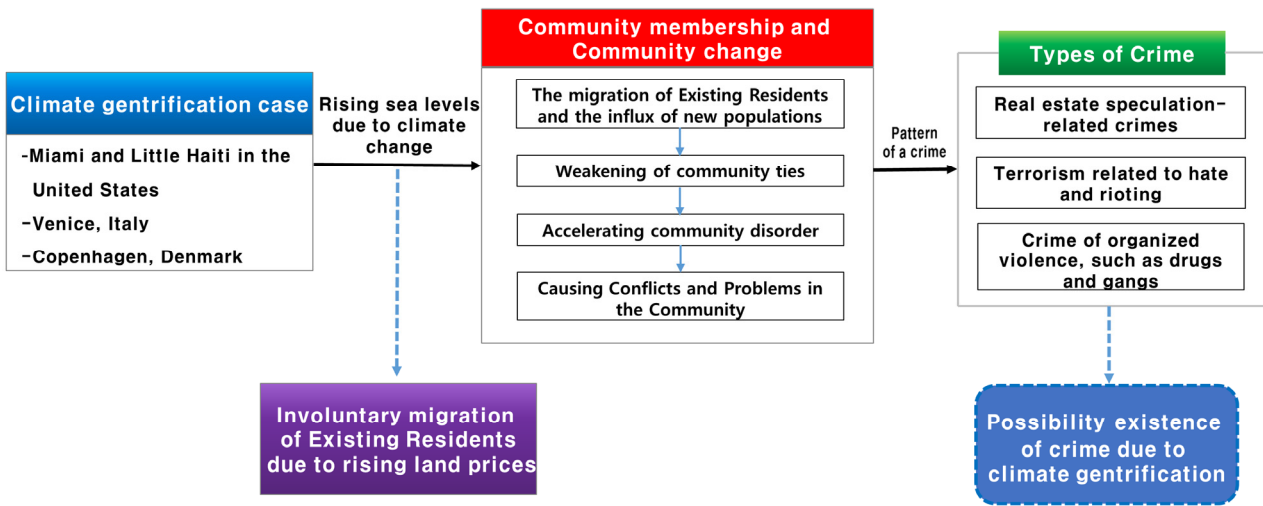 Climate gentrification case
-Miami and Little Haiti in the
United States
-Venice, Italy
-Copenhagen, Denmark
Rising sea levels
due to climate
change
Involuntary migration
of Existing Residents
due to rising land prices
Community membership and
Community change
The migration of Existing Residents
and the influx of new populations
Weakening of community ties
Accelerating community disorder
Causing Conflicts and Problems in
the Community
Pattern
of a crime
Types of Crime
Real estate speculation-
related crimes
Terrorism related to hate
and rioting
Crime of organized
violence, such as drugs
and gangs
Possibility existence
of crime due to
climate gentrification